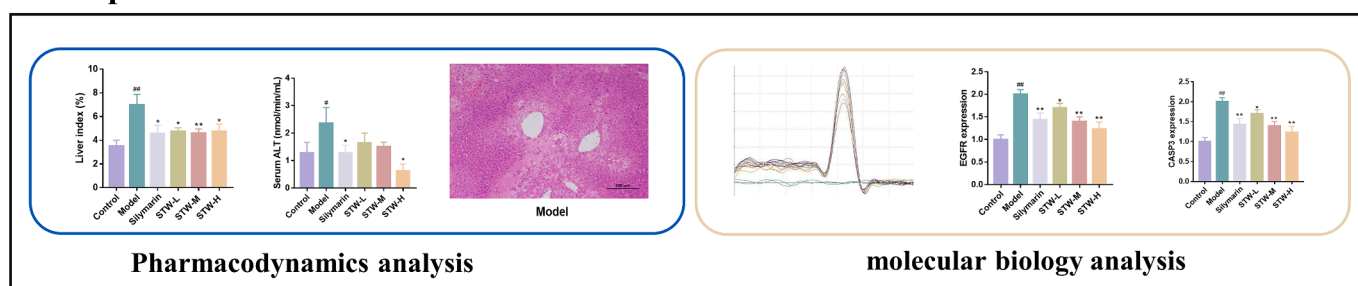 Liver index (%)
10
8
6
4
2
0
##
*
*
**
*
Control
Model
Silymarin
STW-L
STW-M
STW-H
Serum ALT (nmol/min/mL)
4
3
2
1
0
#
*
*
Control
Model
Silymarin
STW-L
STW-M
STW-H
Model
EGFR expression
2.5
2.0
1.5
1.0
0.5
0.0
##
**
*
**
**
Control
Model
Silymarin
STW-L
STW-M
STW-H
CASP3 expression
2.5
2.0
1.5
1.0
0.5
0.0
##
**
*
**
**
Control
Model
Silymarin
STW-L
STW-M
STW-H
Pharmacodynamics analysis
molecular biology analysis